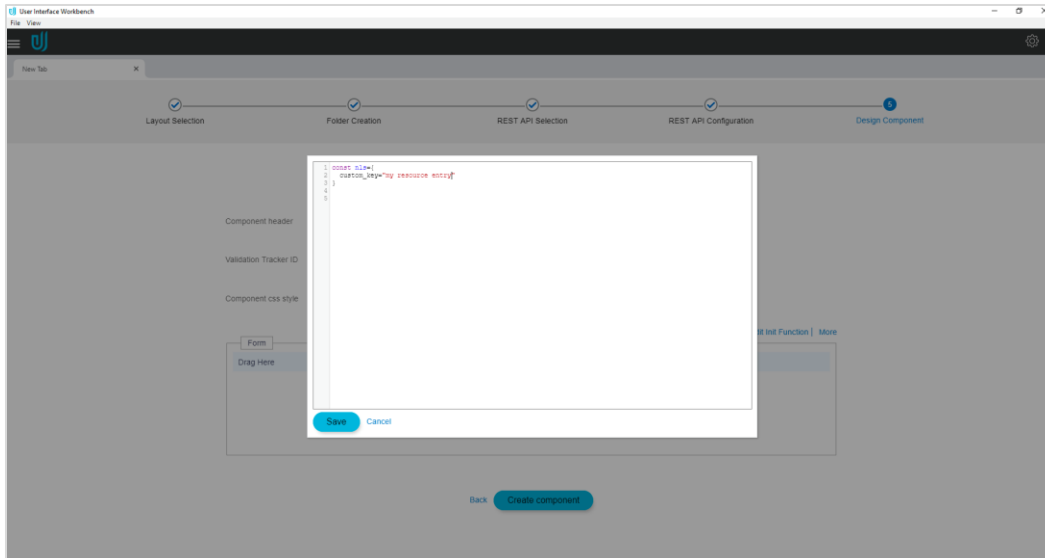 User Interface Workbench
File View
New Tab
5
Layout Selection Folder Creation REST API Selection REST API Configuration Design Component
1 const nls={
2 custom_key="my resource entry"
3 }
4
5
Component header
Validation Tracker ID
Component css style
Init Function | More
Form
Drag Here
Save Cancel
Back Create component